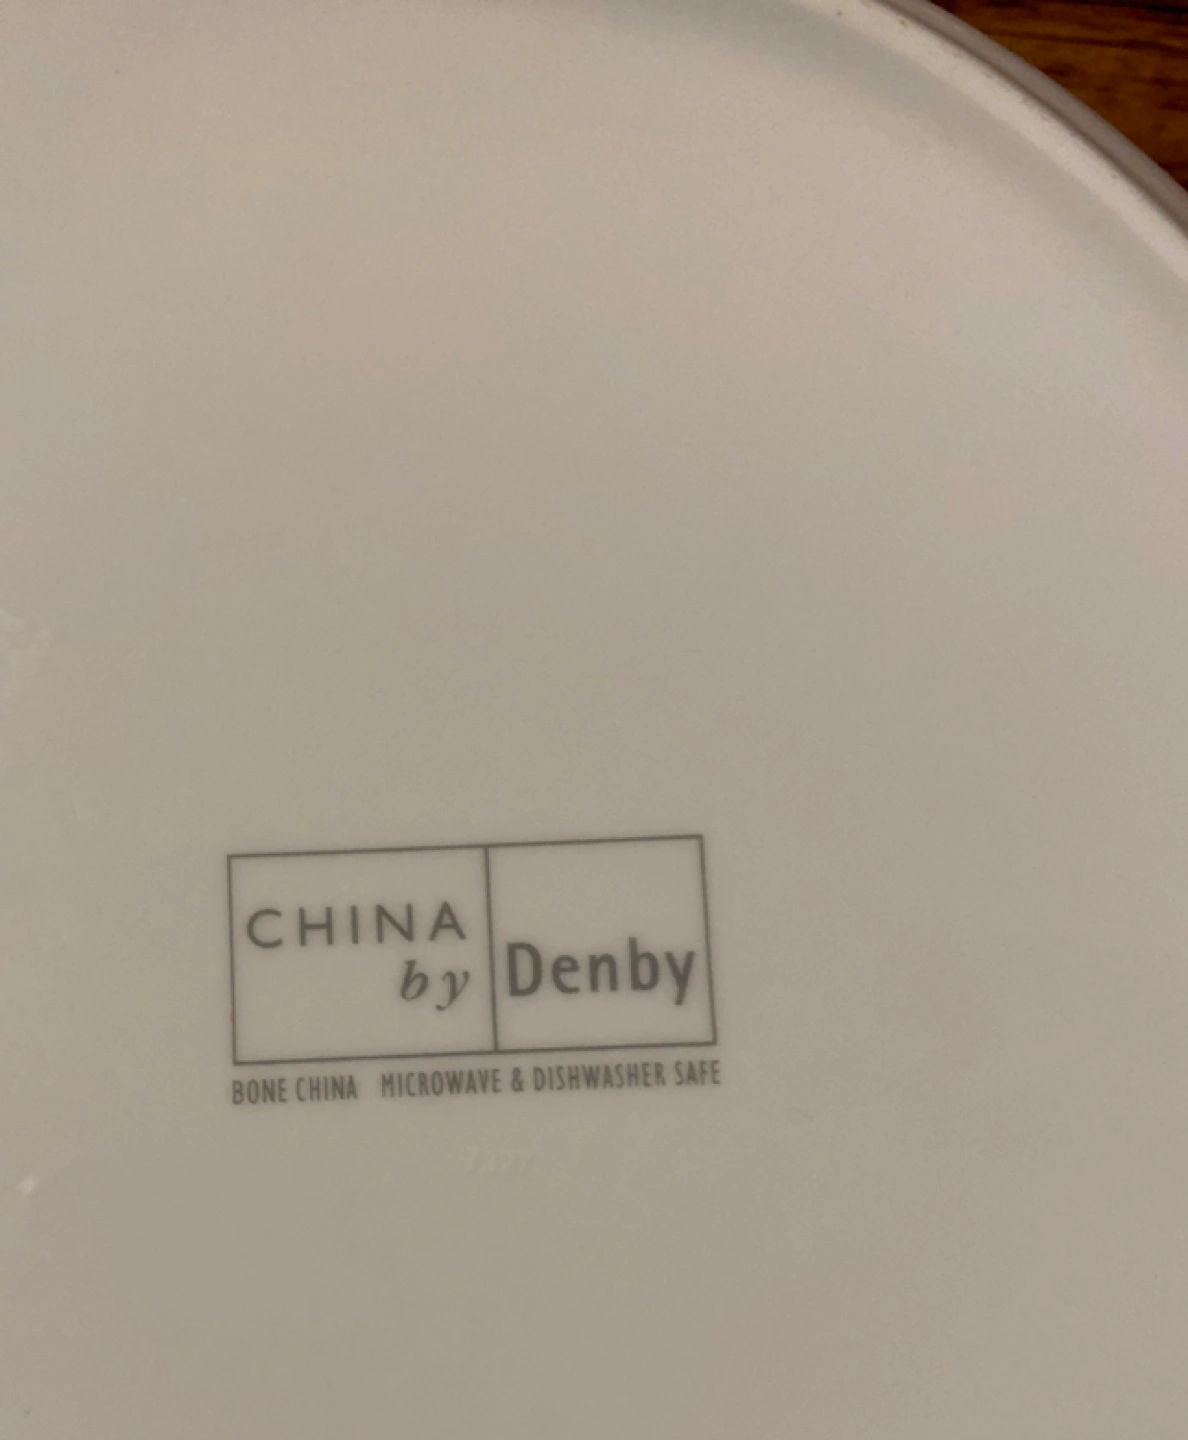 CHINA
by
Denby
BONE CHINA MICROWAVE & DISHWASHER SAFE